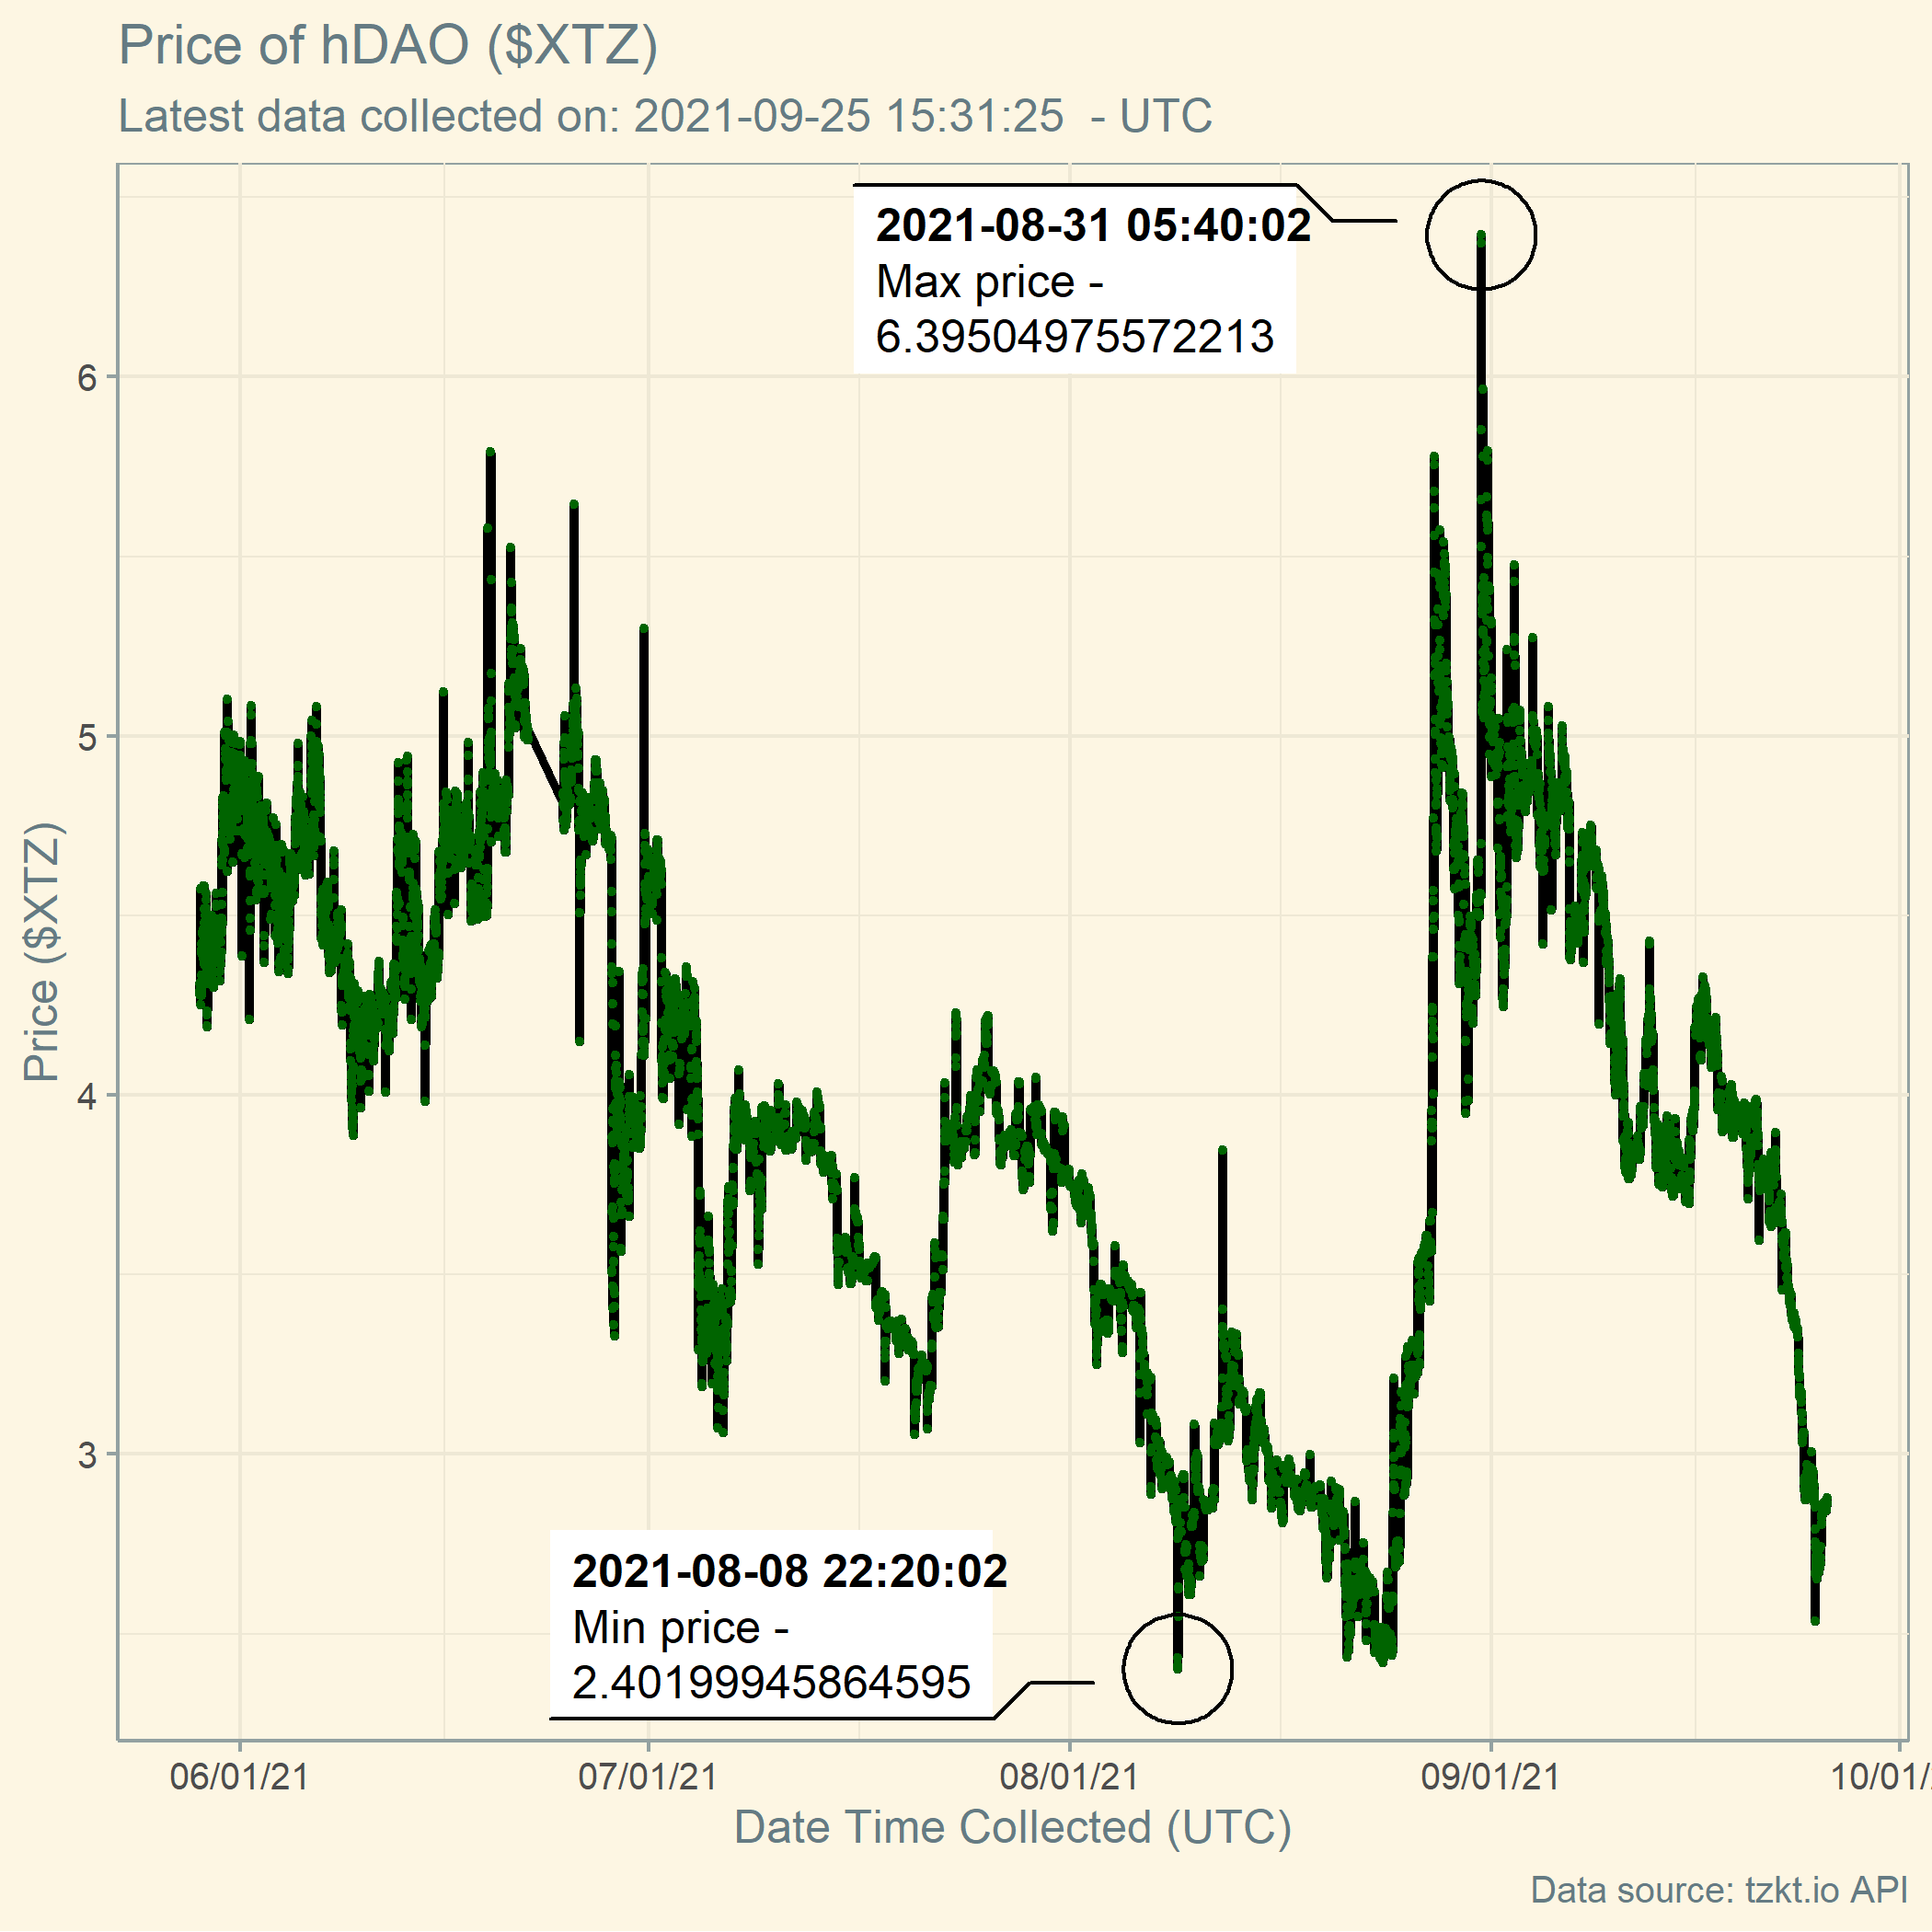 Price of hDAO ($XTZ)
Latest data collected on: 2021-09-25 15:31:25  - UTC
2021-08-31 05:40:02
Max price -
6.39504975572213
6
5
4
3
Price ($XTZ)
2021-08-08 22:20:02
Min price -
2.40199945864595
06/01/21 07/01/21 08/01/21 09/01/21 10/01/
Date Time Collected (UTC)
Data source: tzkt.io API